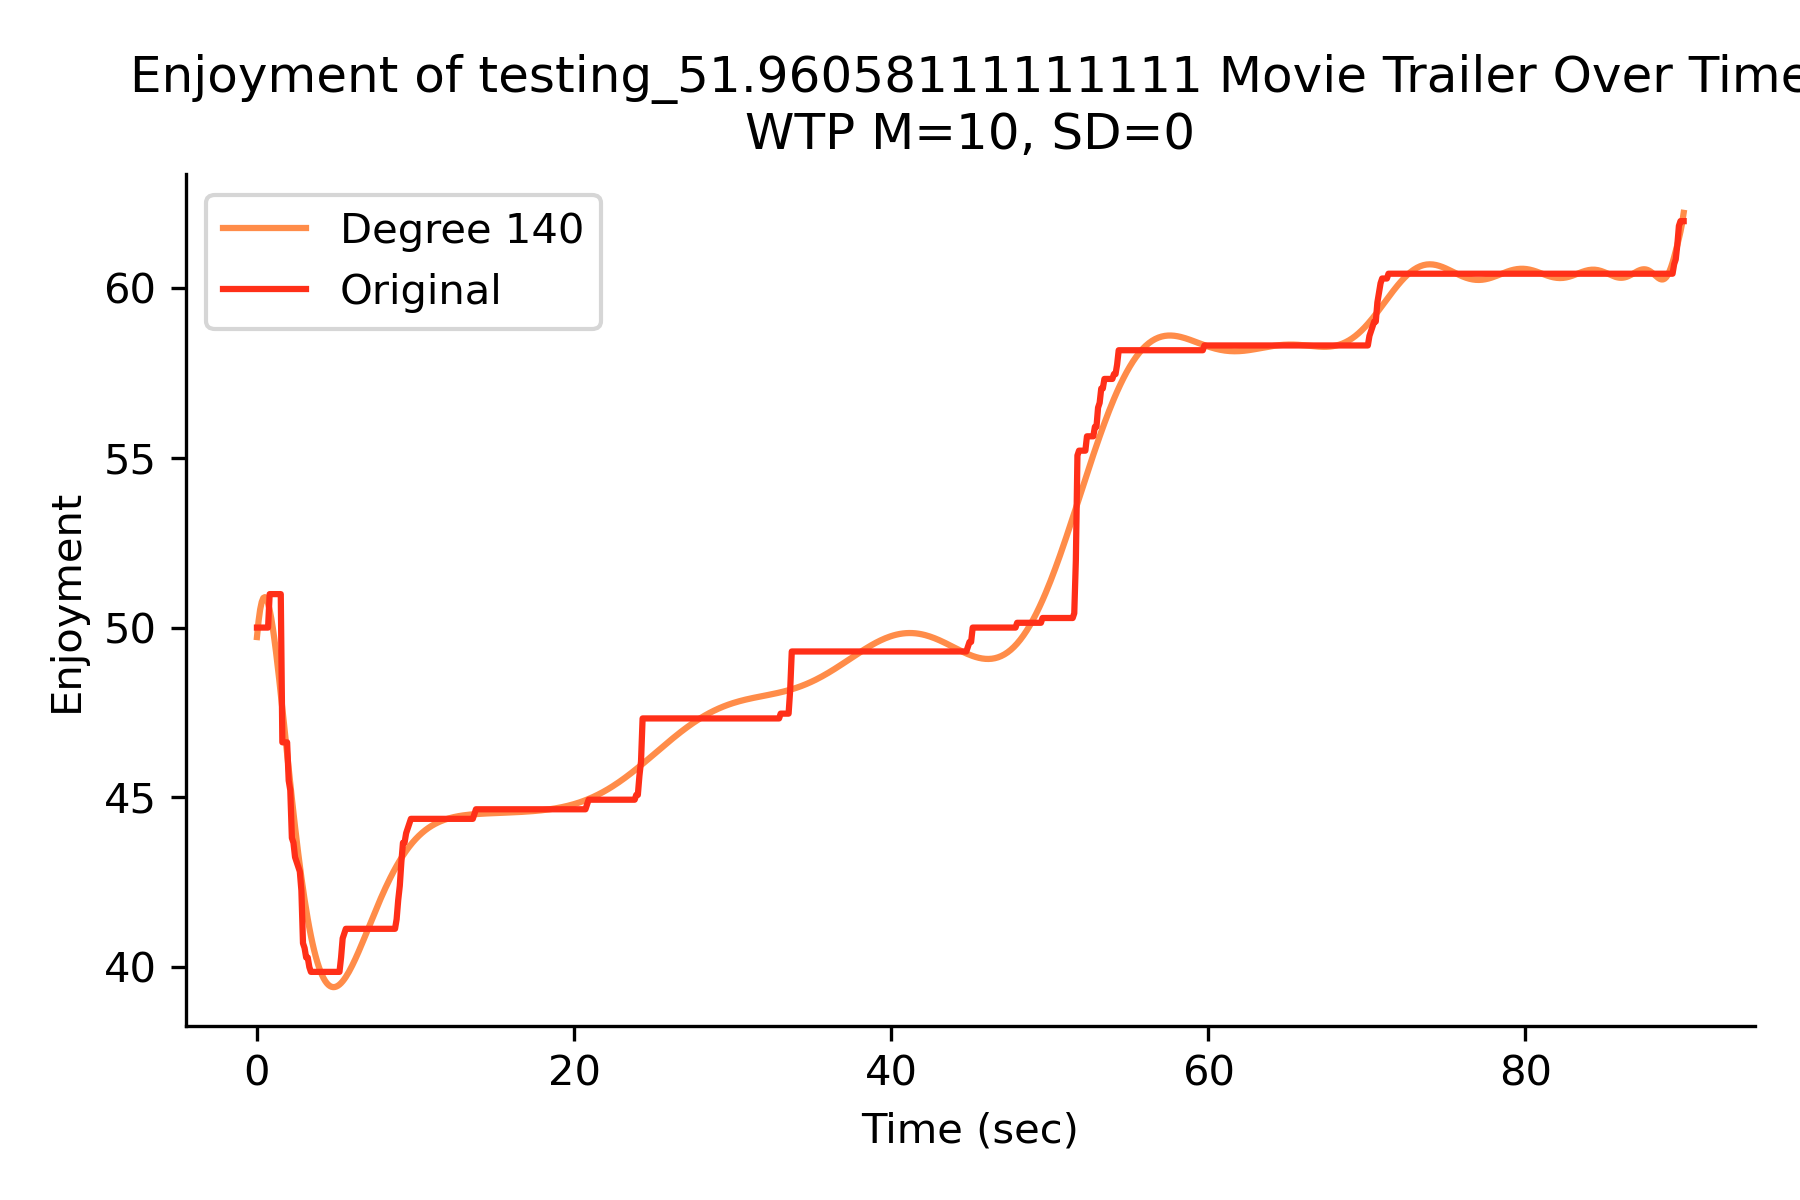 Enjoyment of testing_51.96058111111111 Movie Trailer Over Time
WTP M=10, SD=0
Degree 140
Original
60
55
50
45
40
Enjoyment
0 20 40 60 80
Time (sec)